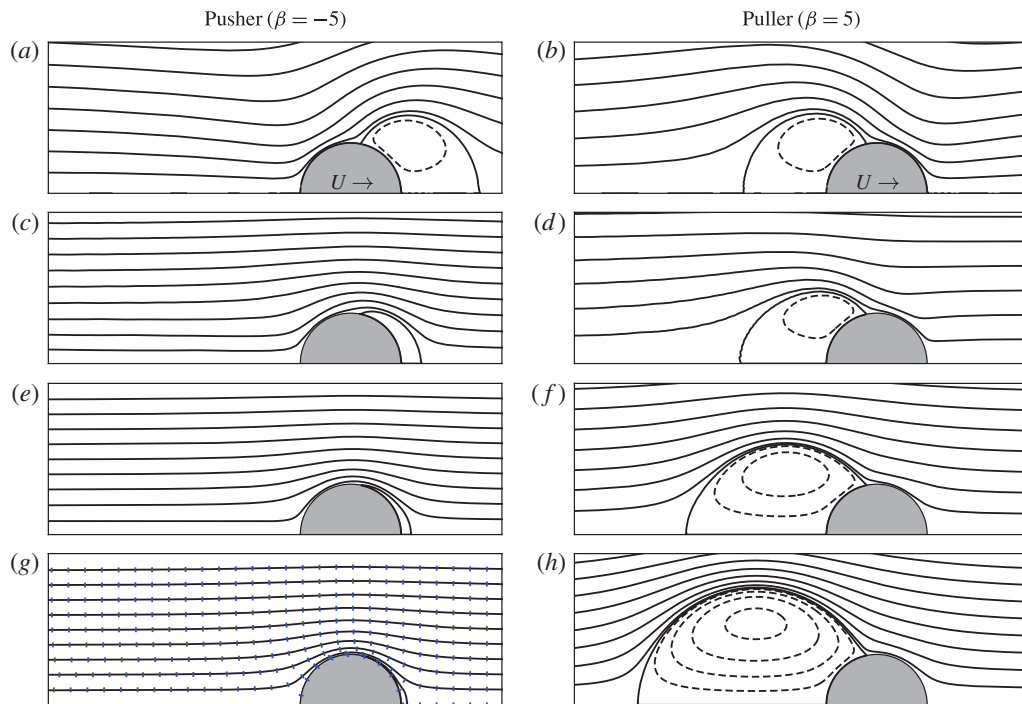 Pusher (β = −5) Puller (β = 5)
(a) (b)
U → U →
(c) (d)
(e) (f)
(g) (h)